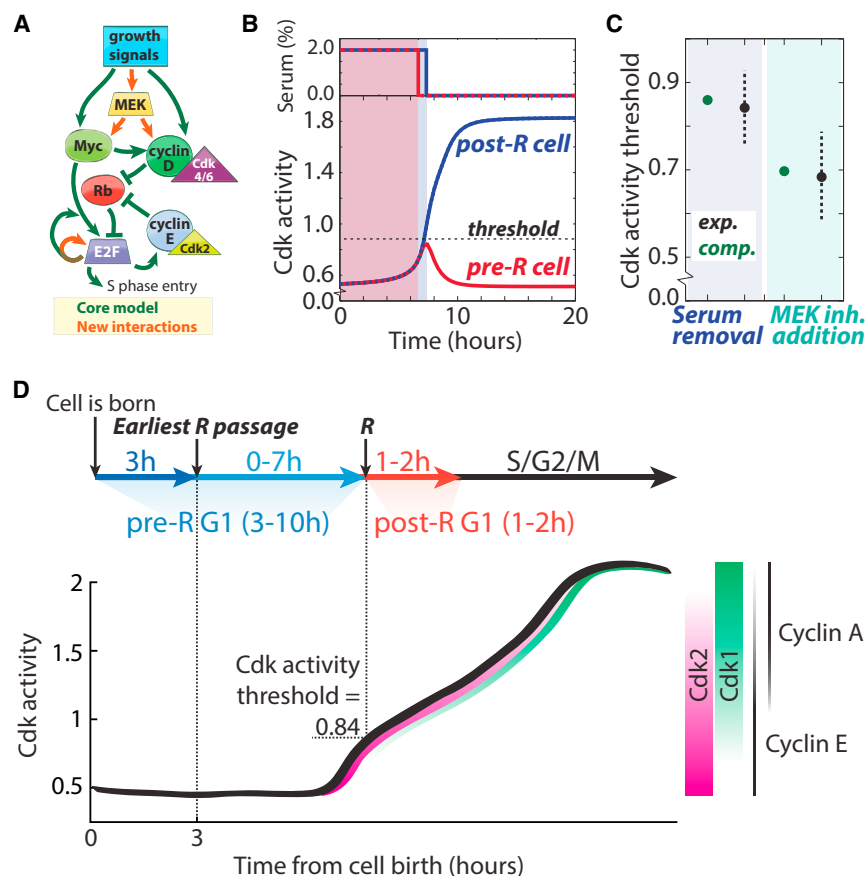 A
growth
signals
MEK
Myc
cyclin
D
Cdk
4/6
Rb
cyclin
E
Cdk2
E2F
S phase entry
Core model
New interactions
B
Serum (%)
2.0
0.0
Cdk activity
1.8
1.4
1.0
0.6
0.0
post-R cell
threshold
pre-R cell
0
10
20
Time (hours)
C
Cdk activity threshold
0.9
0.7
0.5
0.0
exp.
comp.
Serum
removal
MEK inh.
addition
D
Cell is born
Earliest R passage
R
3h
0-7h
1-2h
S/G2/M
pre-R G1 (3-10h)
post-R G1 (1-2h)
Cdk activity
2
1.5
1
0.5
Cdk activity
threshold =
0.84
0
3
Time from cell birth (hours)
Cdk2
Cdk1
Cyclin A
Cyclin E